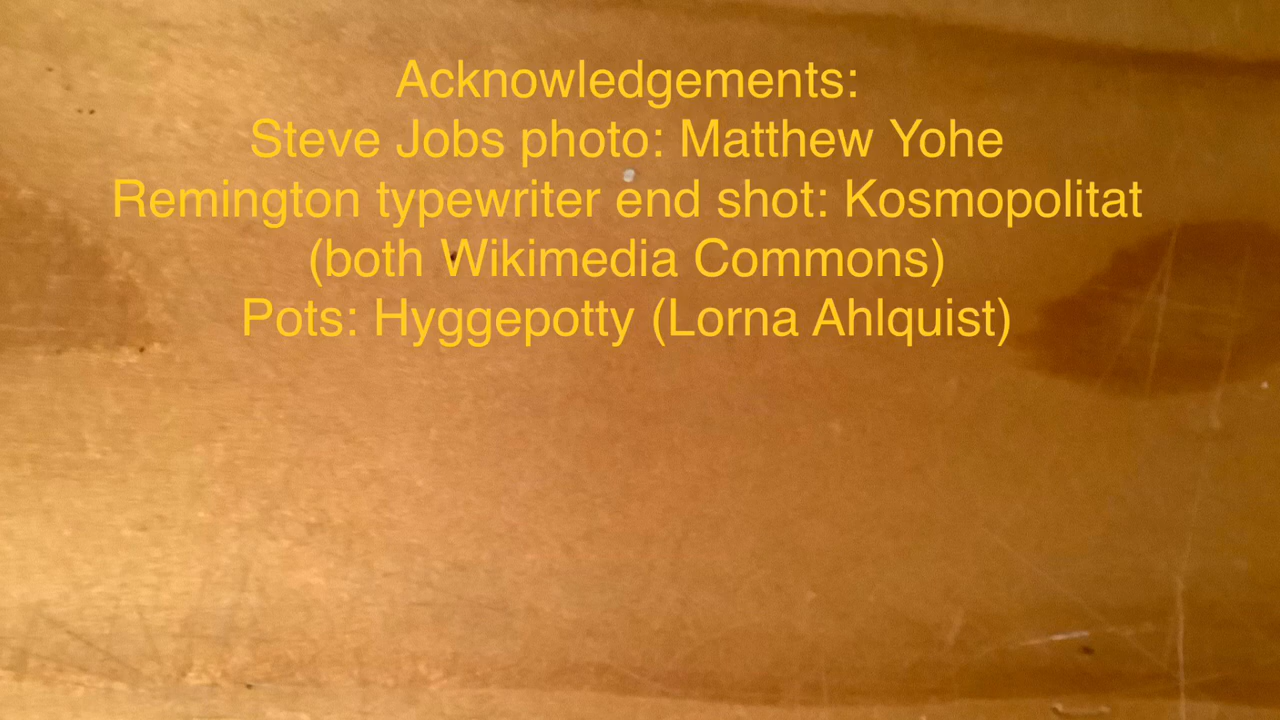 Acknowledgements:
Steve Jobs photo: Matthew Yohe
Remington typewriter end shot: Kosmopolitat
(both Wikimedia Commons)
Pots: Hyggepotty (Lorna Ahlquist)